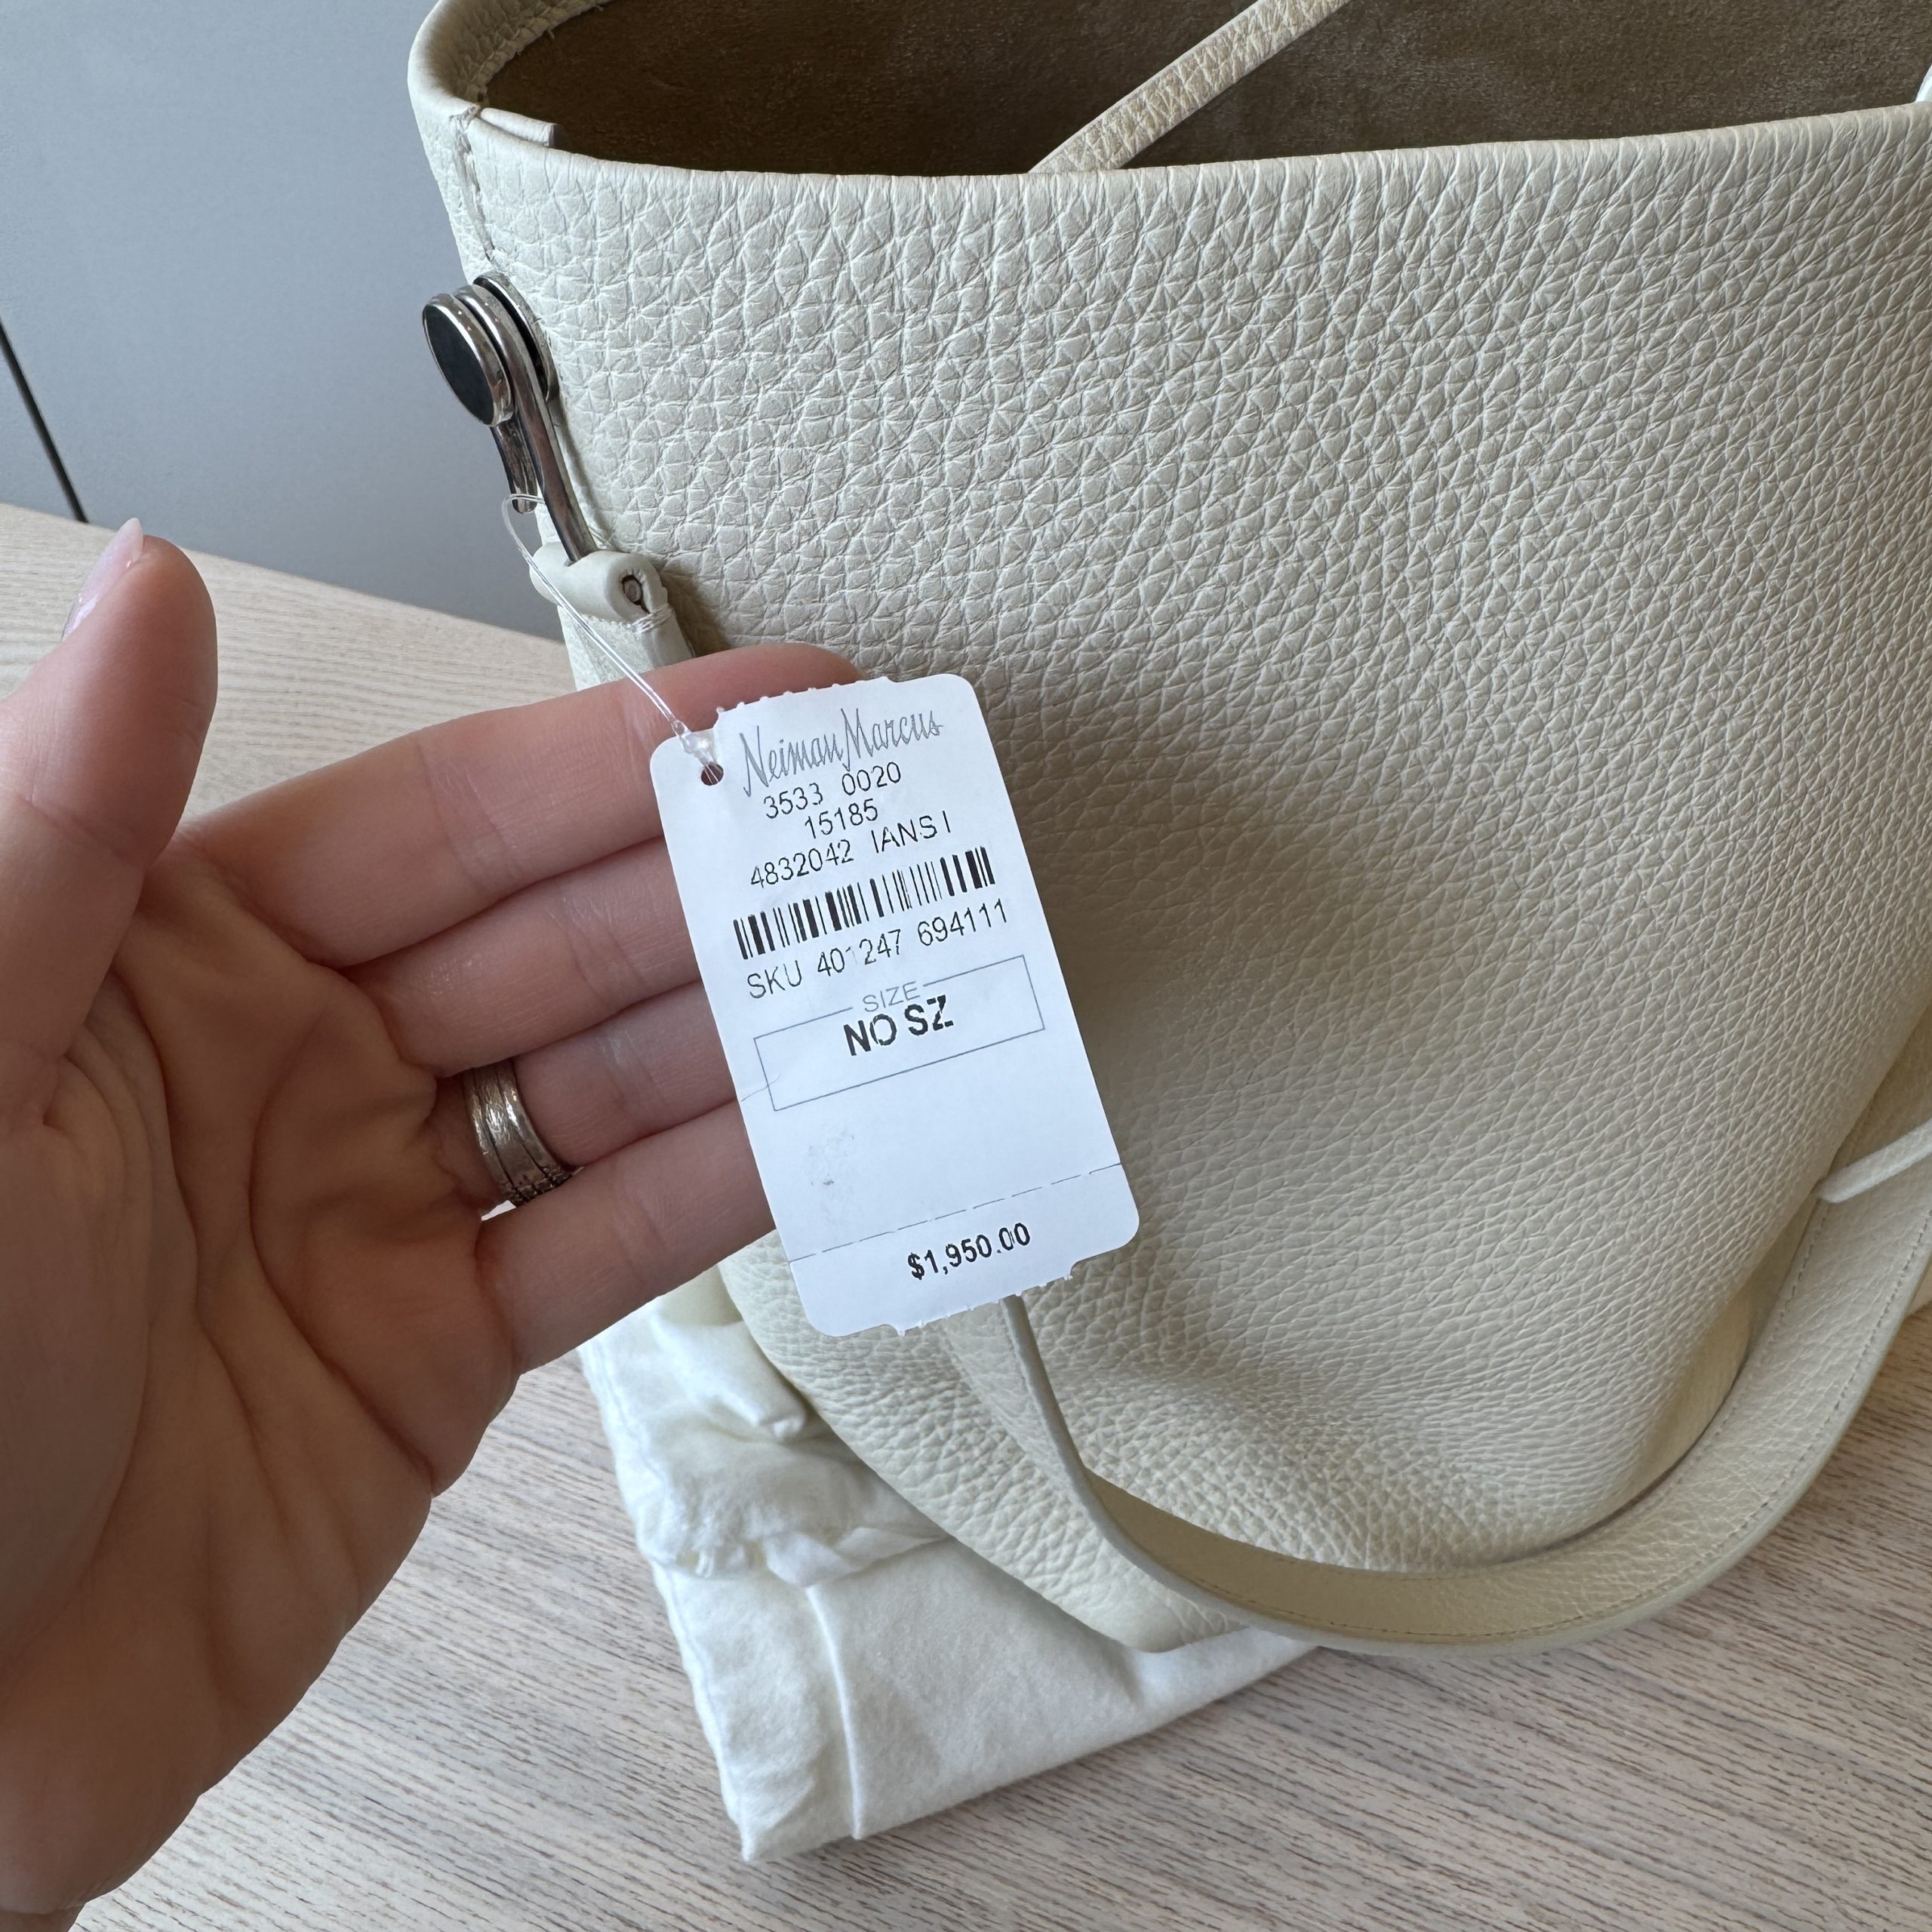 Neiman Marcus
3533 0020
15185
4832042 IANSI
SKU 401247 694111
SIZE
NO SZ
$1,950.00